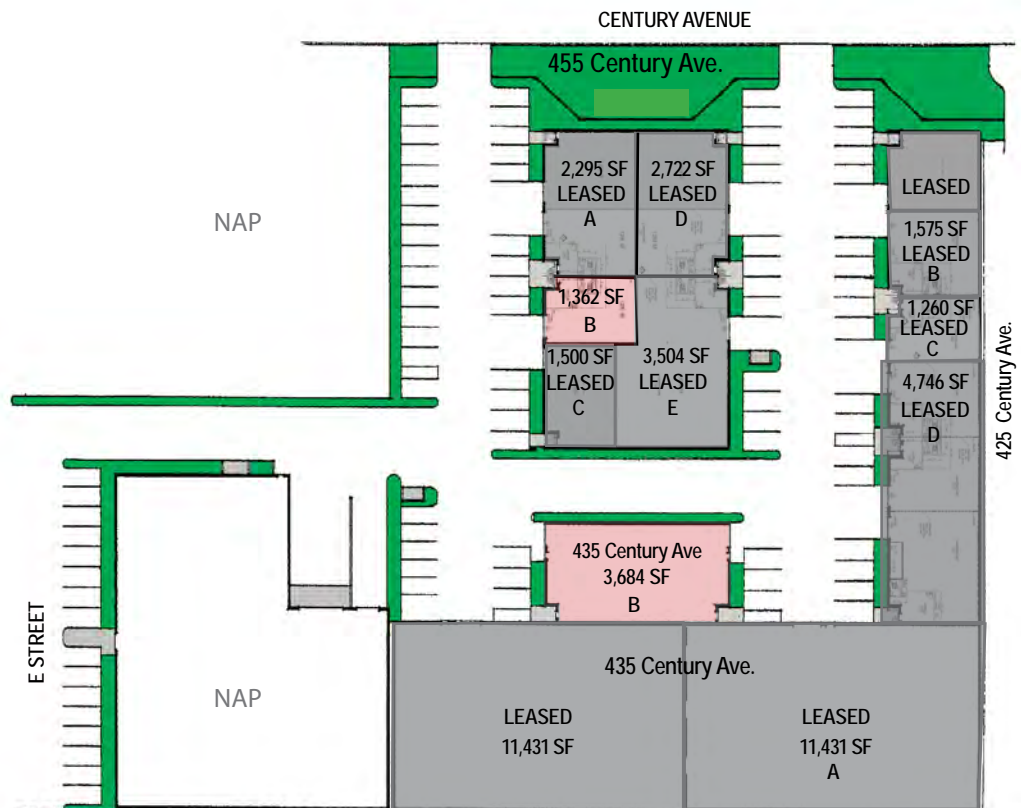 CENTURY AVENUE
455 Century Ave.
2,295 SF
LEASED
A
2,722 SF
LEASED
D
LEASED
NAP
1,575 SF
LEASED
B
1,362 SF
B
1,260 SF
LEASED
C
1,500 SF
LEASED
C
3,504 SF
LEASED
E
4,746 SF
LEASED
D
425 Century Ave.
435 Century Ave
3,684 SF
B
E STREET
NAP
435 Century Ave.
LEASED
11,431 SF
LEASED
11,431 SF
A